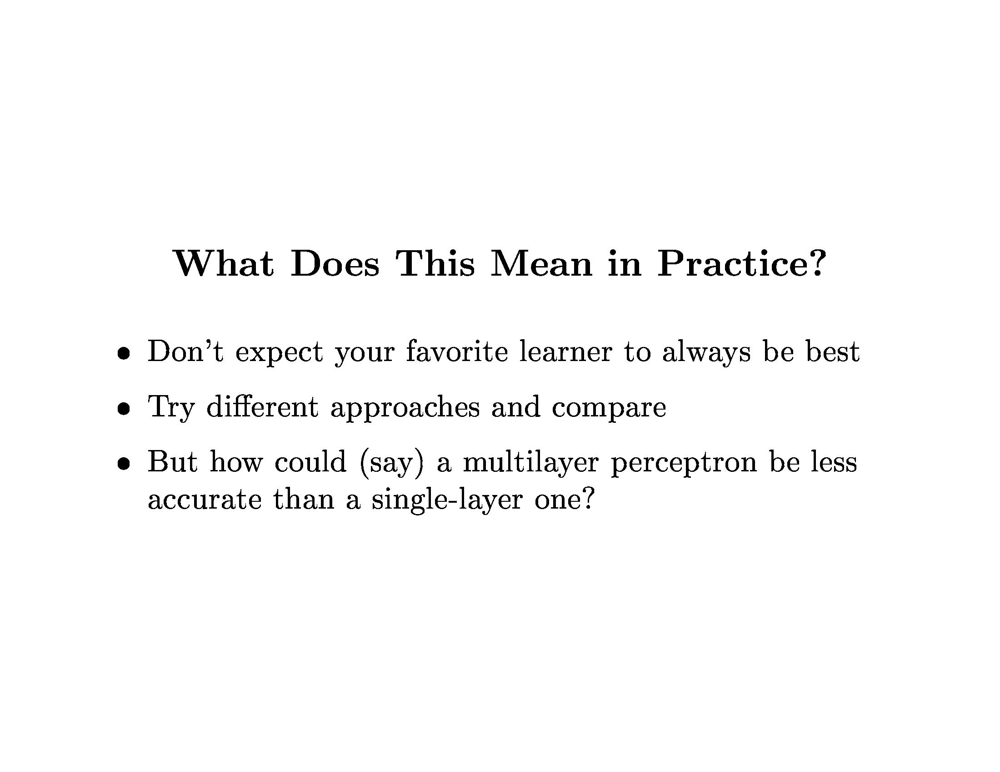 What Does This Mean in Practice?
• Don't expect your favorite learner to always be best
• Try different approaches and compare
• But how could (say) a multilayer perceptron be less
accurate than a single-layer one?